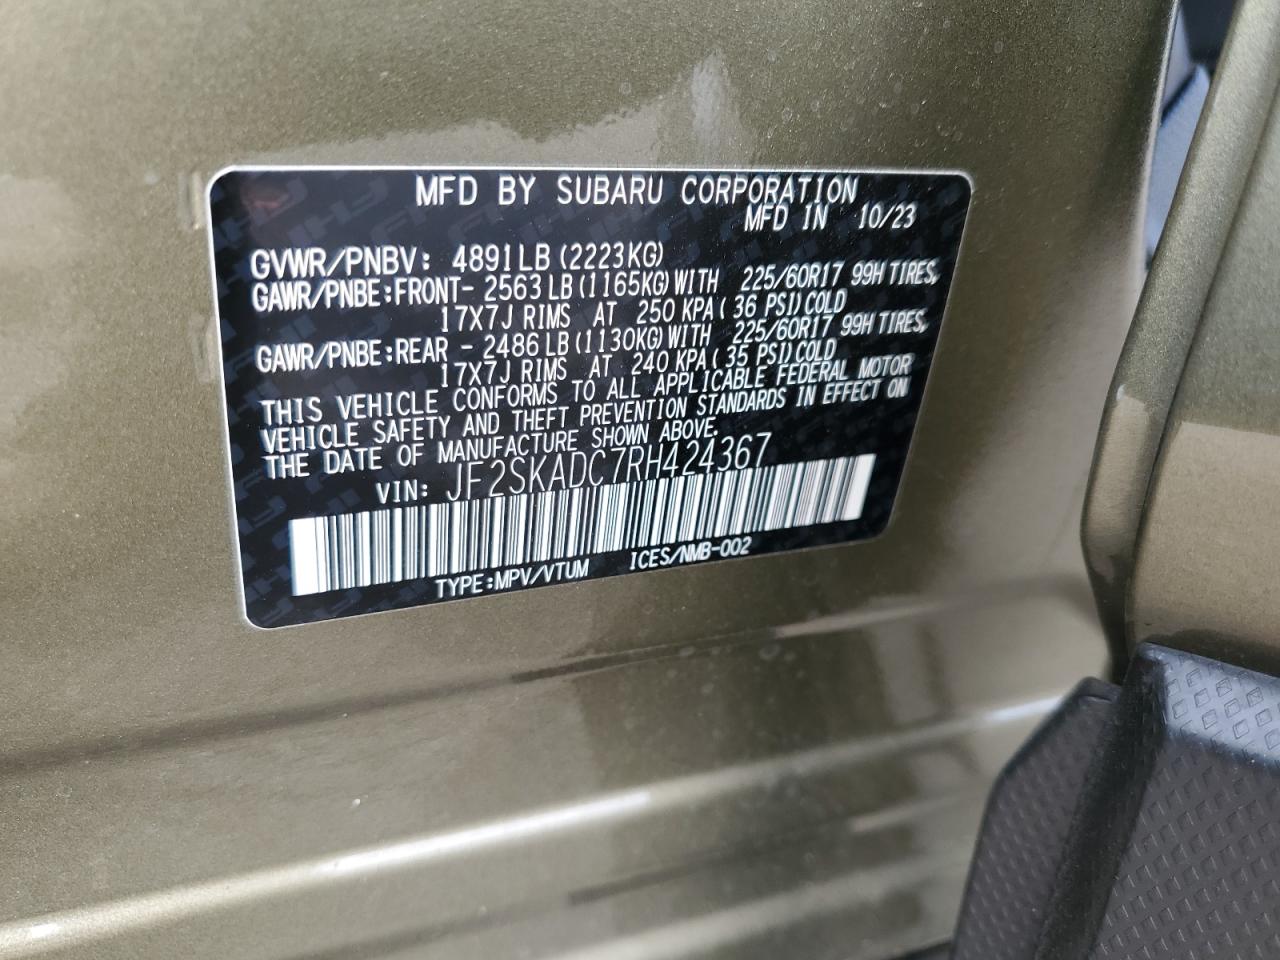 MFD BY SUBARU CORPORATION
MFD IN 10/23
GVWR/PNBV: 4891LB (2223KG)
GAWR/PNBE:FRONT- 2563LB(1165KG)WITH 225/60R17 99H TIRES,
17X7J RIMS AT 250 KPA( 36 PSI)COLD
GAWR/PNBE:REAR - 2486LB(1130KG)WITH 225/60R17 99H TIRES,
17X7J RIMS AT 240 KPA( 35 PSI)COLD
THIS VEHICLE CONFORMS TO ALL APPLICABLE FEDERAL MOTOR
VEHICLE SAFETY AND THEFT PREVENTION STANDARDS IN EFFECT ON
THE DATE OF MANUFACTURE SHOWN ABOVE.
VIN: JF2SKADC7RH424367
TYPE:MPV/VTUM ICES/NMB-002